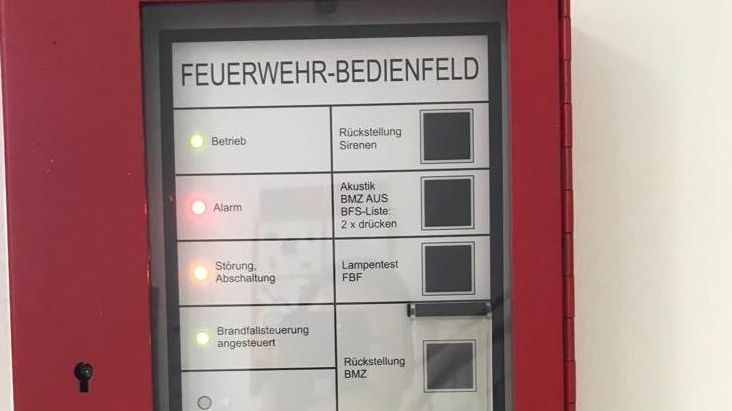 FEUERWEHR-BEDIENFELD
Betrieb
Rückstellung
Sirenen
Alarm
Akustik
BMZ AUS
BFS-Liste:
2 x drücken
Störung,
Abschaltung
Lampentest
FBF
Brandfallsteuerung
angesteuert
Rückstellung
BMZ